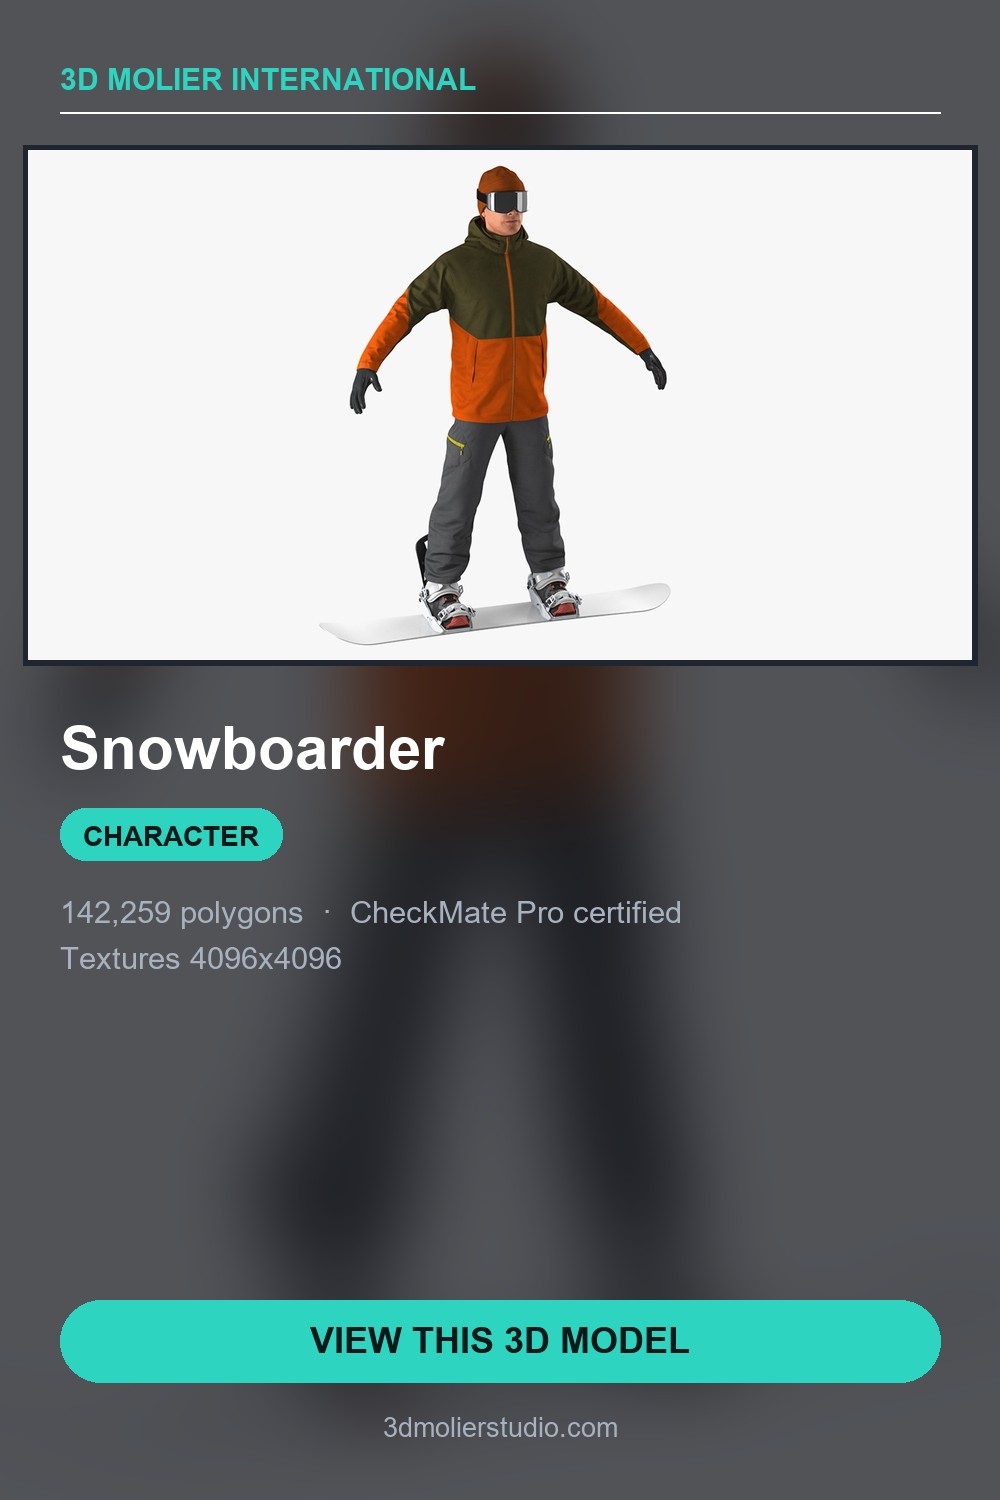 3D MOLIER INTERNATIONAL
Snowboarder
CHARACTER
142,259 polygons · CheckMate Pro certified
Textures 4096x4096
VIEW THIS 3D MODEL
3dmolierstudio.com